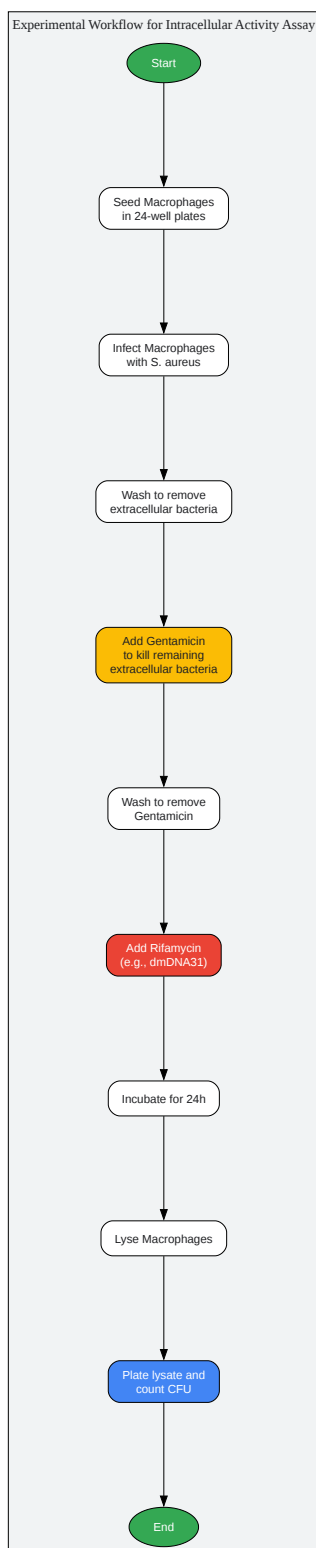 Experimental Workflow for Intracellular Activity Assay
Start
Seed Macrophages
in 24-well plates
Infect Macrophages
with S. aureus
Wash to remove
extracellular bacteria
Add Gentamicin
to kill remaining
extracellular bacteria
Wash to remove
Gentamicin
Add Rifamycin
(e.g., dmDNA31)
Incubate for 24h
Lyse Macrophages
Plate lysate and
count CFU
End